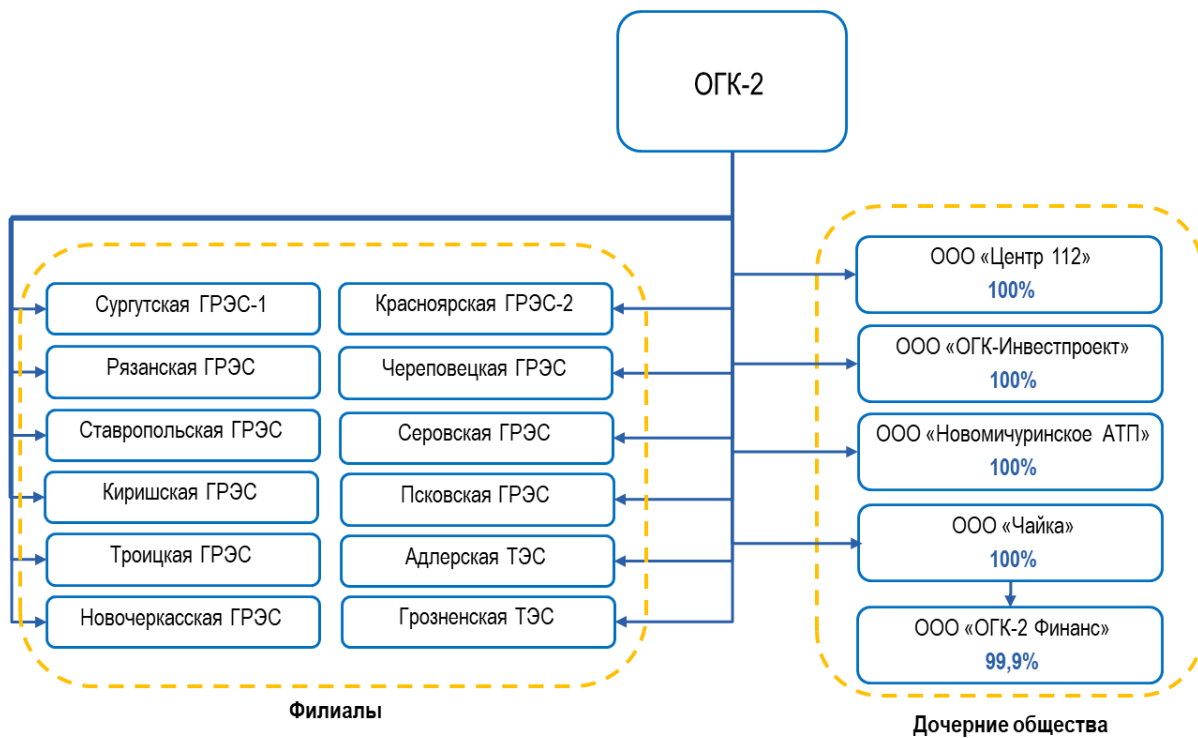 ОГК-2
Сургутская ГРЭС-1
Рязанская ГРЭС
Ставропольская ГРЭС
Киришская ГРЭС
Троицкая ГРЭС
Новочеркасская ГРЭС
Красноярская ГРЭС-2
Череповецкая ГРЭС
Серовская ГРЭС
Псковская ГРЭС
Адлерская ТЭС
Грозненская ТЭС
Филиалы
ООО «Центр 112»
100%
ООО «ОГК-Инвестпроект»
100%
ООО «Новомичуринское АТП»
100%
ООО «Чайка»
100%
ООО «ОГК-2 Финанс»
99,9%
Дочерние общества